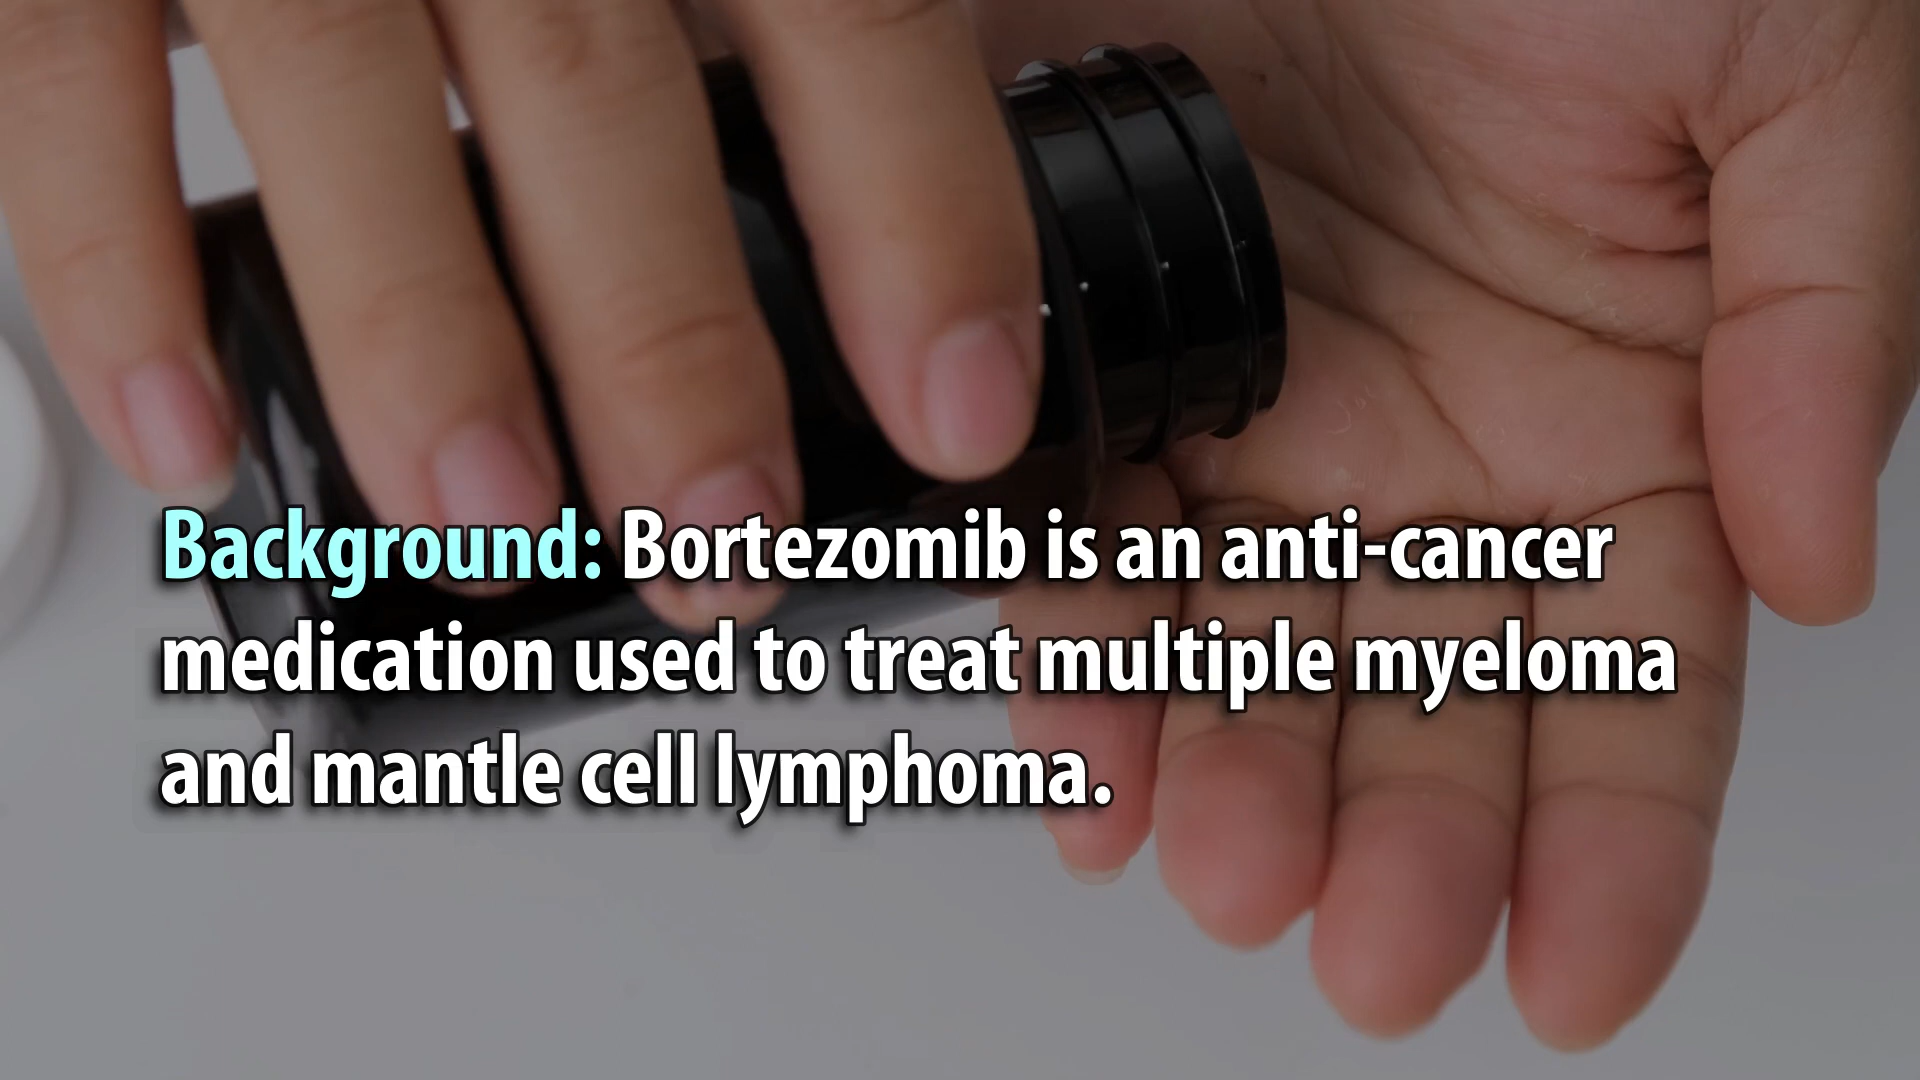 Background: Bortezomib is an anti-cancer
medication used to treat multiple myeloma
and mantle cell lymphoma.